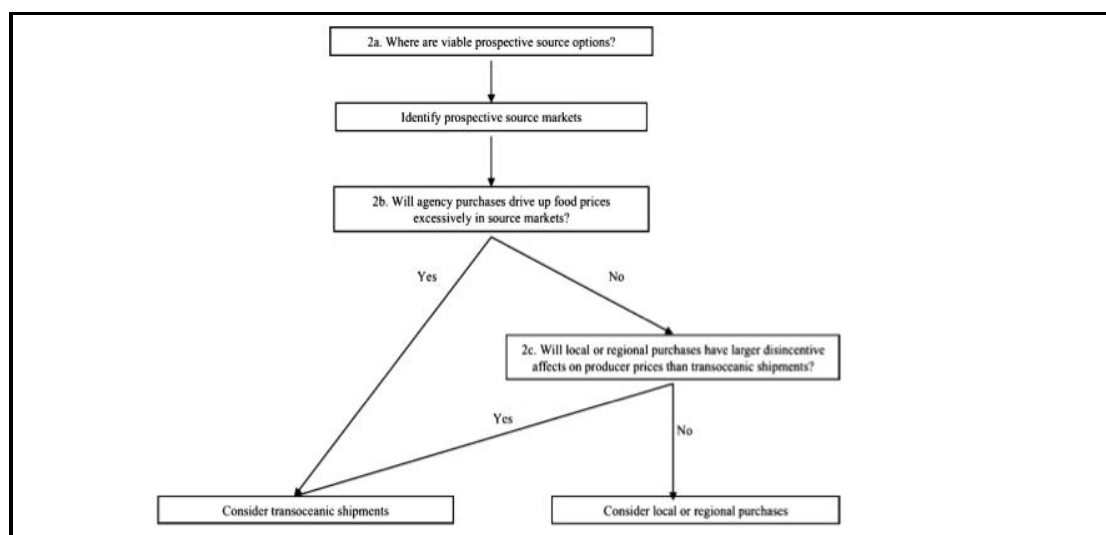 2a. Where are viable prospective source options?
Identify prospective source markets
2b. Will agency purchases drive up food prices
excessively in source markets?
Yes
No
2c. Will local or regional purchases have larger disincentive
affects on producer prices than transoceanic shipments?
Yes
No
Consider transoceanic shipments
Consider local or regional purchases